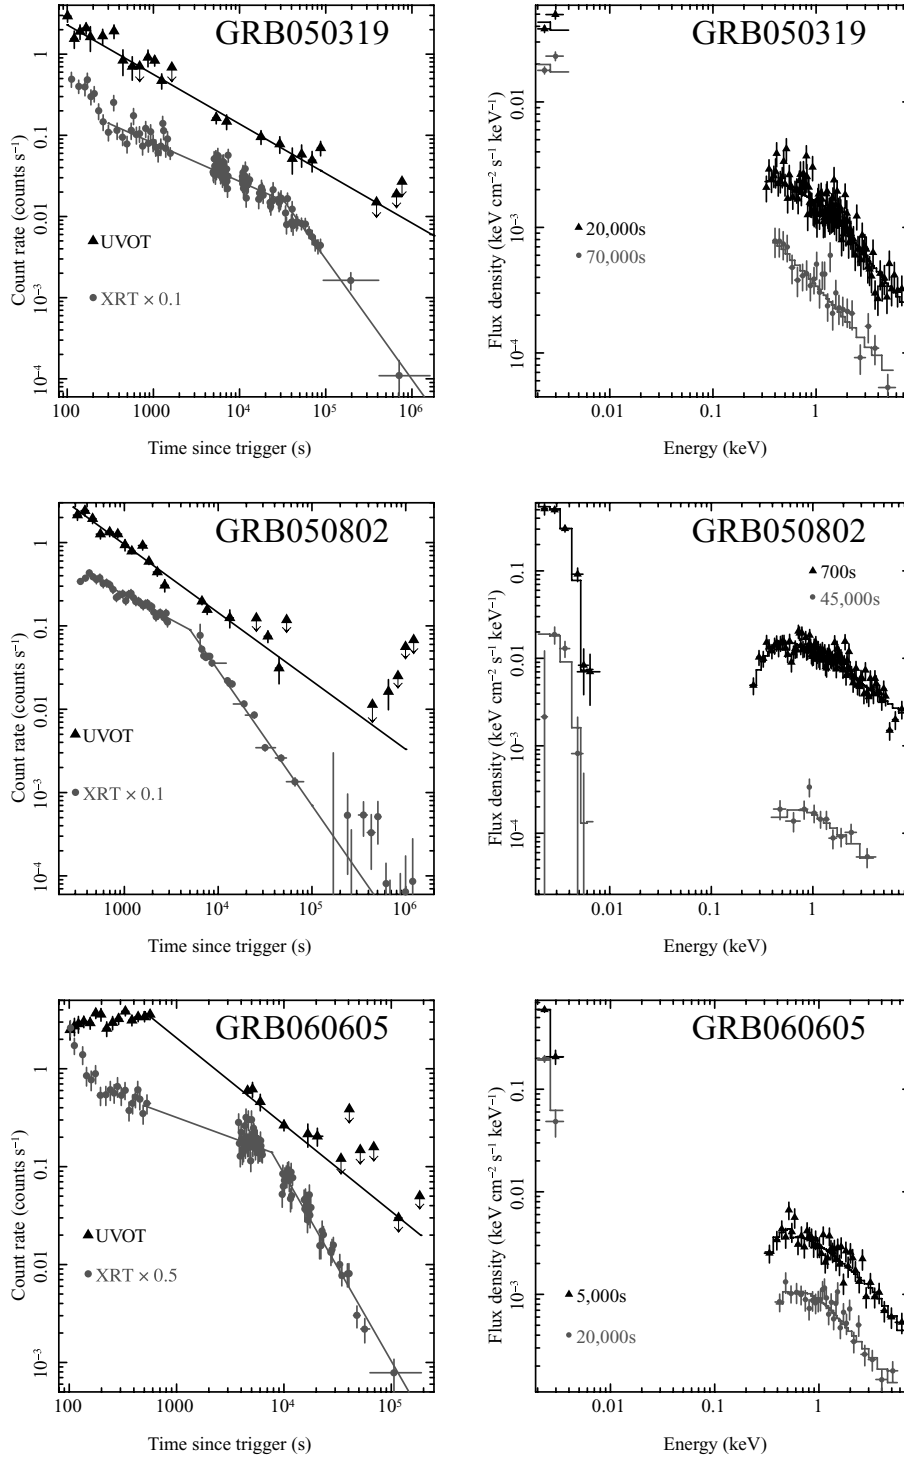 GRB050319
Count rate (counts s⁻¹)
1
0.1
0.01
10⁻³
10⁻⁴
UVOT
XRT × 0.1
100
1000
10⁴
10⁵
10⁶
Time since trigger (s)
GRB050319
Flux density (keV cm⁻² s⁻¹ keV⁻¹)
0.01
10⁻³
10⁻⁴
20,000s
70,000s
0.01
0.1
1
Energy (keV)
GRB050802
Count rate (counts s⁻¹)
1
0.1
0.01
10⁻³
10⁻⁴
UVOT
XRT × 0.1
1000
10⁴
10⁵
10⁶
Time since trigger (s)
GRB050802
Flux density (keV cm⁻² s⁻¹ keV⁻¹)
0.1
0.01
10⁻³
10⁻⁴
700s
45,000s
0.01
0.1
1
Energy (keV)
GRB060605
Count rate (counts s⁻¹)
1
0.1
0.01
10⁻³
UVOT
XRT × 0.5
100
1000
10⁴
10⁵
Time since trigger (s)
GRB060605
Flux density (keV cm⁻² s⁻¹ keV⁻¹)
0.1
0.01
10⁻³
5,000s
20,000s
0.01
0.1
1
Energy (keV)